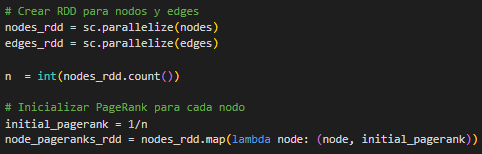 # Crear RDD para nodos y edges
nodes_rdd = sc.parallelize(nodes)
edges_rdd = sc.parallelize(edges)
n  = int(nodes_rdd.count())
# Inicializar PageRank para cada nodo
initial_pagerank = 1/n
node_pageranks_rdd = nodes_rdd.map(lambda node: (node, initial_pagerank))